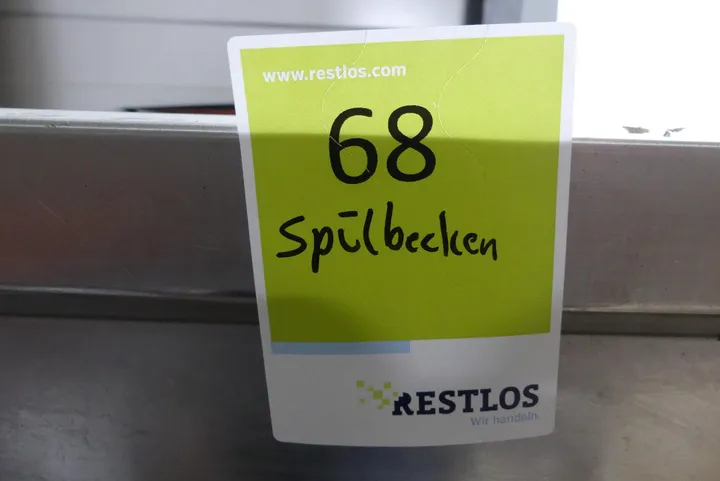 www.restlos.com
68
Spülbecken
RESTLOS
Wir handeln.